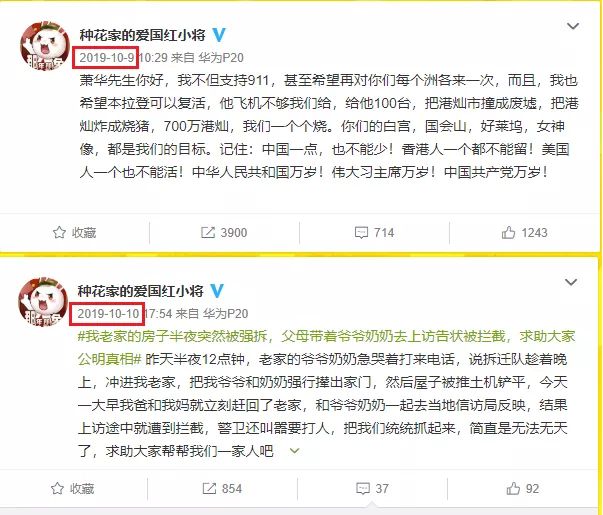 种花家的爱国红小将
2019-10-9 10:29 来自 华为P20
萧华先生你好，我不但支持911，甚至希望再对你们每个洲各来一次，而且，我也
希望本拉登可以复活，他飞机不够我们给，给他100台，把港灿市撞成废墟，把港
灿炸成烧猪，700万港灿，我们一个个烧。你们的白宫，国会山，好莱坞，女神
像，都是我们的目标。记住：中国一点，也不能少！香港人一个都不能留！美国
人一个也不能活！中华人民共和国万岁！伟大习主席万岁！中国共产党万岁！
收藏 3900 714 1243
种花家的爱国红小将
2019-10-10 17:54 来自 华为P20
#我老家的房子半夜突然被强拆，父母带着爷爷奶奶去上访告状被拦截，求助大家
公明真相# 昨天半夜12点钟，老家的爷爷奶奶急哭着打来电话，说拆迁队趁着晚
上，冲进我老家，把我爷爷和奶奶强行撵出家门，然后屋子被推土机铲平，今天
一大早我爸和我妈就立刻赶回了老家，和爷爷奶奶一起去当地信访局反映，结果
上访途中就遭到拦截，警卫还叫嚣要打人，把我们统统抓起来，简直是无法无天
了，求助大家帮帮我们一家人吧
收藏 854 37 92